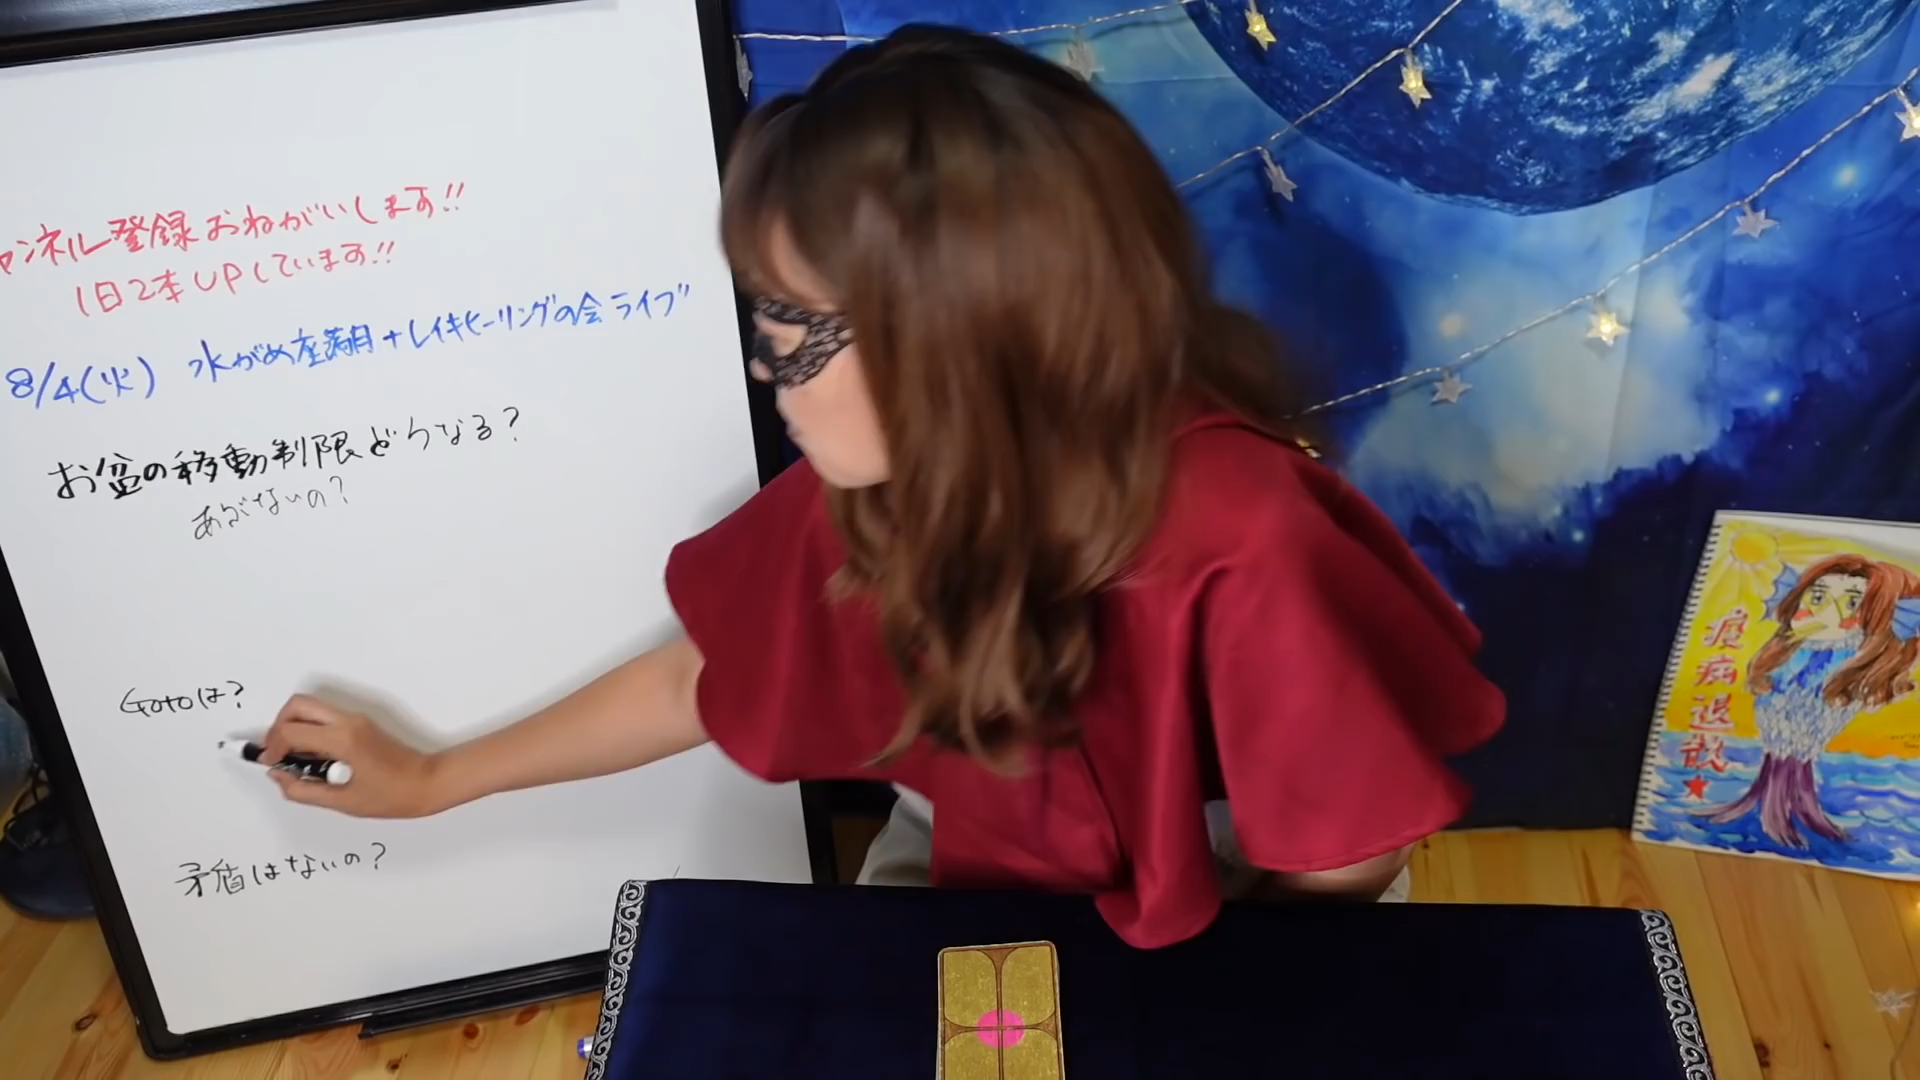 ャンネル登録おねがいします!!
1日2本UPしています!!
8/4(火) 水がめ座満月+レイキヒーリングの会ライブ
お盆の移動制限どうなる?
あるがないの?
Gotoは?
矛盾はないの?
疫病退散★